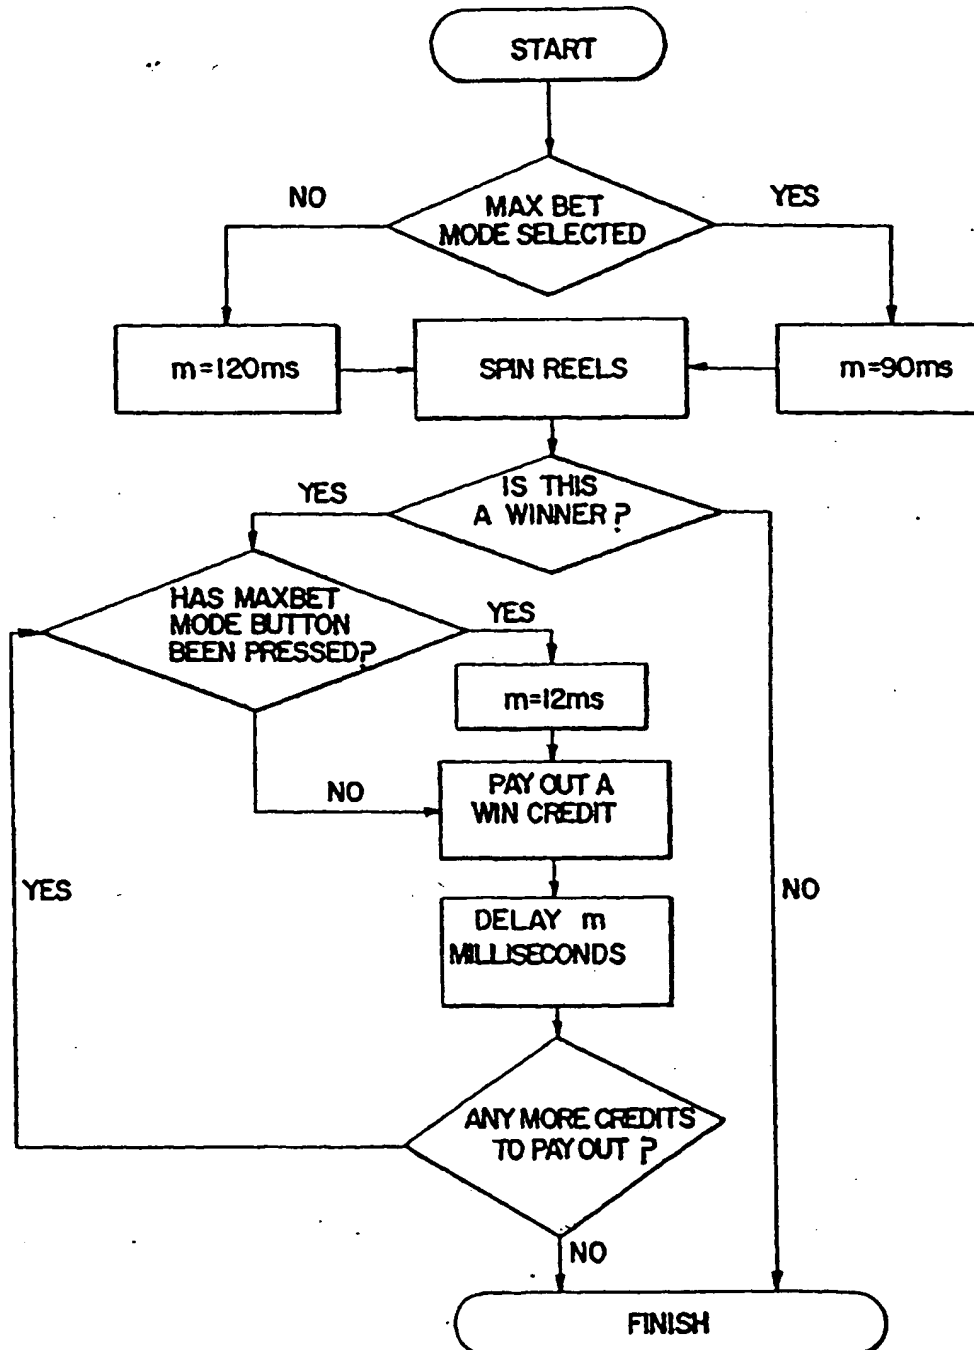 START
NO
YES
MAX BET
MODE SELECTED
m=120ms
SPIN REELS
m=90ms
YES
IS THIS
A WINNER?
HAS MAXBET
MODE BUTTON
BEEN PRESSED?
YES
m=12ms
NO
PAY OUT A
WIN CREDIT
YES
NO
DELAY m
MILLISECONDS
ANY MORE CREDITS
TO PAY OUT ?
NO
FINISH